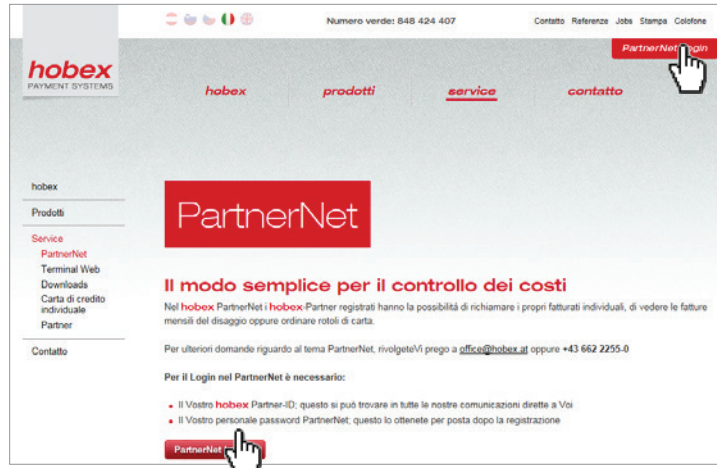 Numero verde: 848 424 407
Contatto Referenze Jobs Stampa Colofone
PartnerNet Login
hobex
PAYMENT SYSTEMS
hobex prodotti service contatto
hobex
Prodotti
Service
PartnerNet
Terminal Web
Downloads
Carta di credito
individuale
Partner
Contatto
PartnerNet
Il modo semplice per il controllo dei costi
Nel hobex PartnerNet i hobex-Partner registrati hanno la possibilitá di richiamare i propri fatturati individuali, di vedere le fatture
mensili del disaggio oppure ordinare rotoli di carta.
Per ulteriori domande riguardo al tema PartnerNet, rivolgeteVi prego a office@hobex.at oppure +43 662 2255-0
Per il Login nel PartnerNet è necessario:
Il Vostro hobex Partner-ID; questo si può trovare in tutte le nostre comunicazioni dirette a Voi
Il Vostro personale password PartnerNet; questo lo ottenete per posta dopo la registrazione
PartnerNet